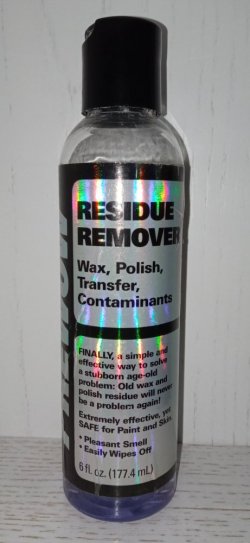 RESIDUE
REMOVER
Wax, Polish,
Transfer,
Contaminants
FINALLY, a simple and
effective way to solve
a stubborn age-old
problem: Old wax and
polish residue will never
be a problem again!
Extremely effective, yet
SAFE for Paint and Skin.
• Pleasant Smell
• Easily Wipes Off
6 fl. oz. (177.4 mL)